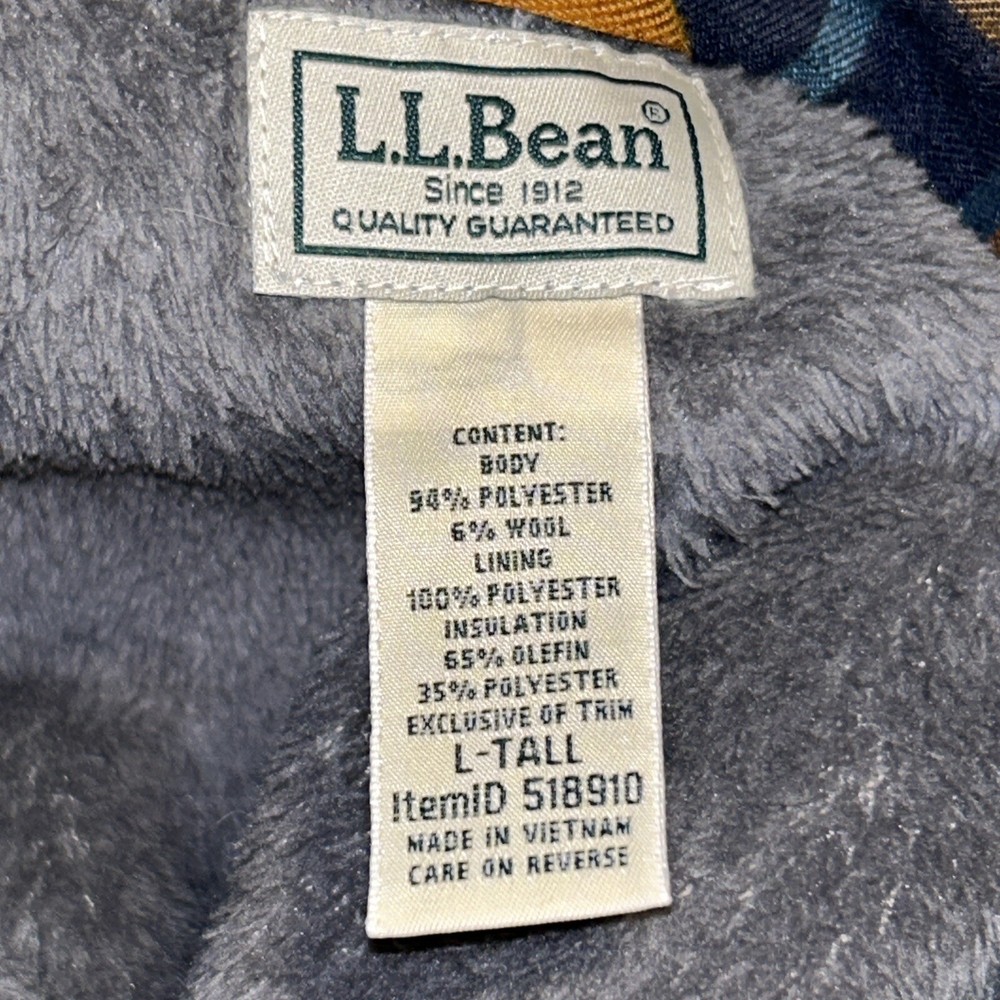 L.L.Bean®
Since 1912
QUALITY GUARANTEED
CONTENT:
BODY
94% POLYESTER
6% WOOL
LINING
100% POLYESTER
INSULATION
65% OLEFIN
35% POLYESTER
EXCLUSIVE OF TRIM
L-TALL
ItemID 518910
MADE IN VIETNAM
CARE ON REVERSE